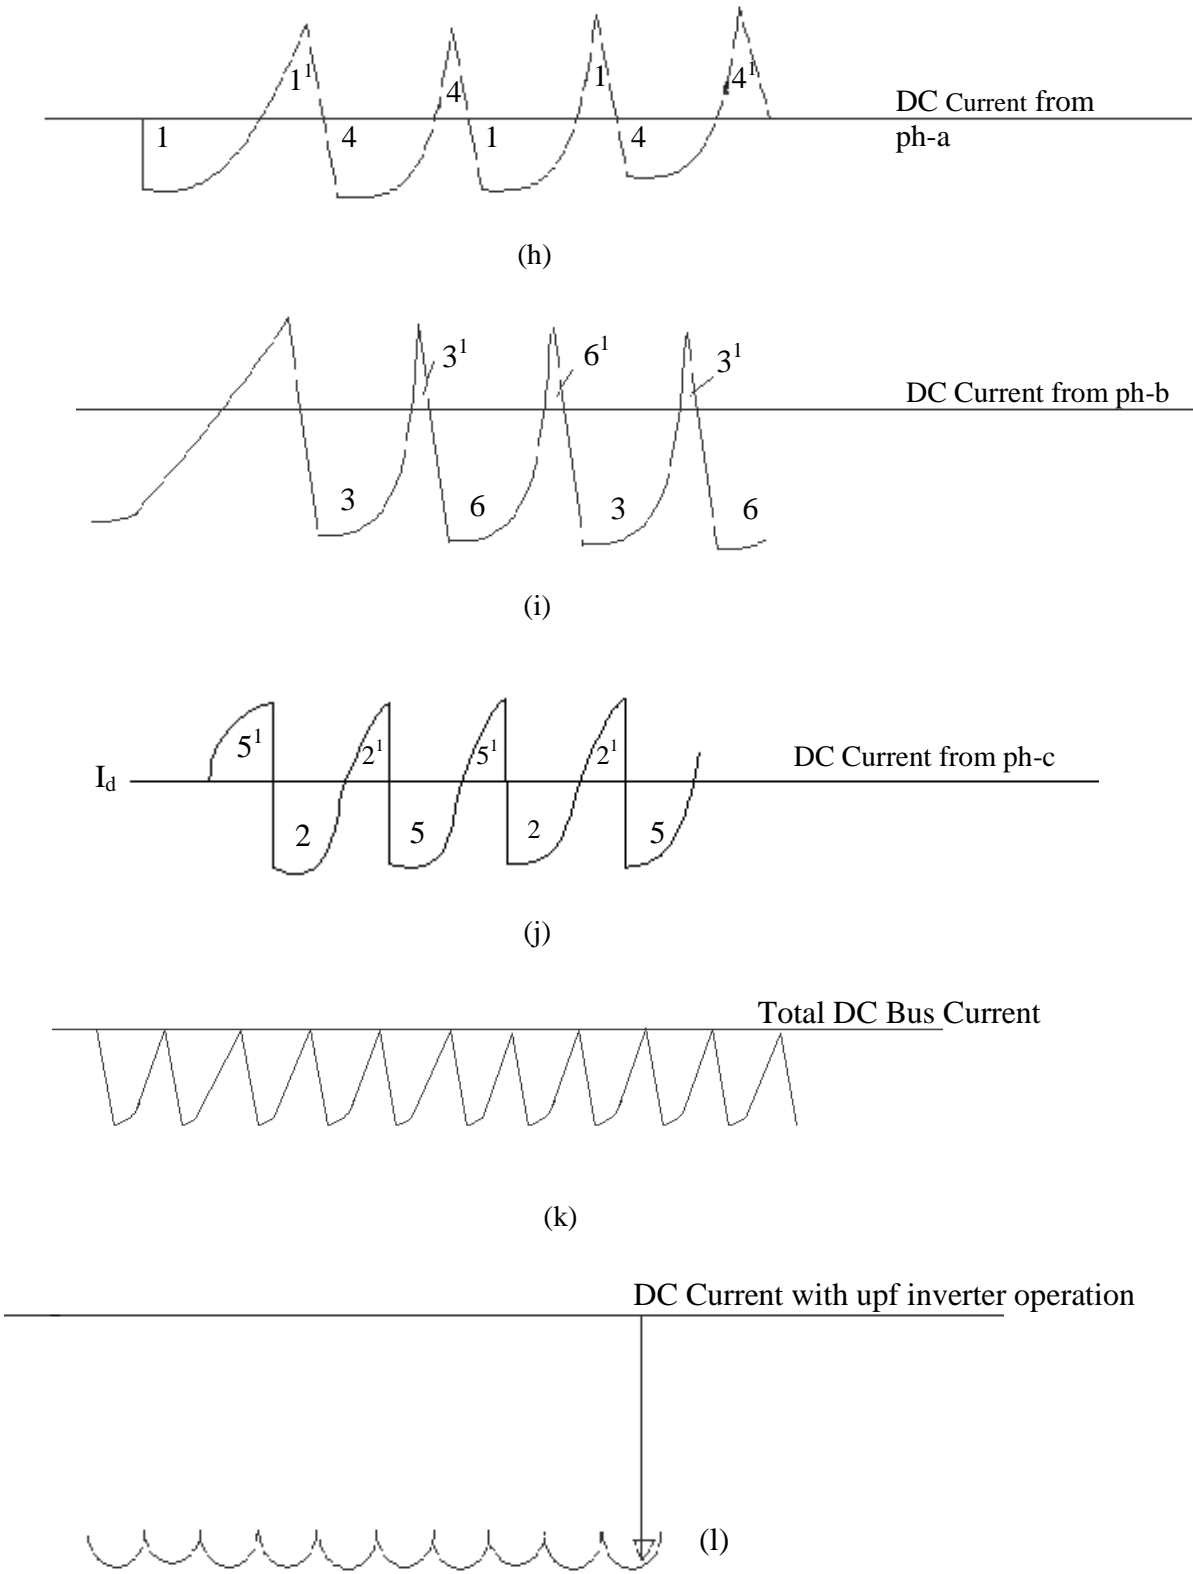 1¹ 4 1 4¹
DC Current from
ph-a
1 4 1 4
(h)
3¹ 6¹ 3¹
DC Current from ph-b
3 6 3 6
(i)
5¹ 2¹ 5¹ 2¹
DC Current from ph-c
I_d
2 5 2 5
(j)
Total DC Bus Current
(k)
DC Current with upf inverter operation
(l)